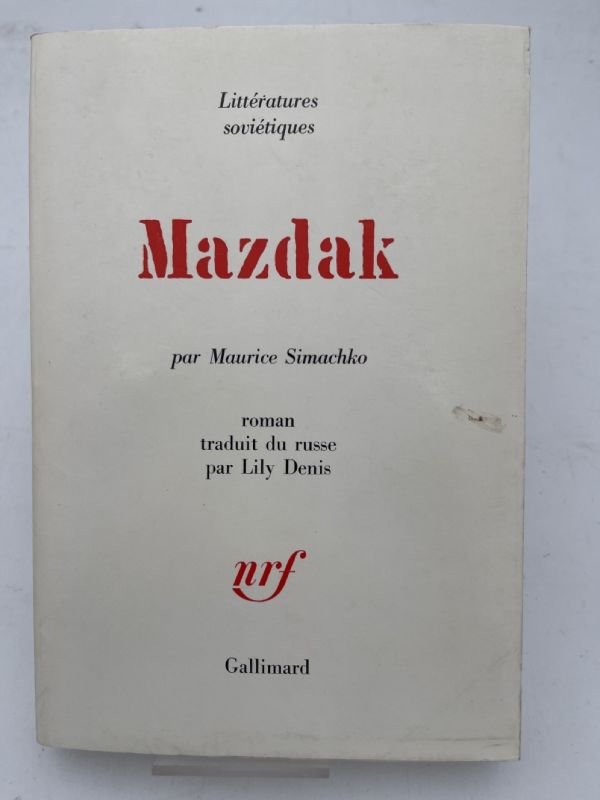 Littératures
soviétiques
Mazdak
par Maurice Simachko
roman
traduit du russe
par Lily Denis
nrf
Gallimard